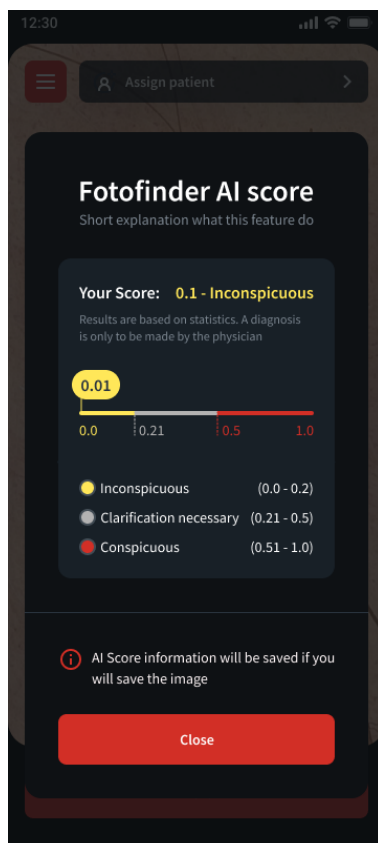 12:30
Assign patient
Fotofinder AI score
Short explanation what this feature do
Your Score: 0.1 - Inconspicuous
Results are based on statistics. A diagnosis
is only to be made by the physician
0.01
0.0 0.21 0.5 1.0
Inconspicuous (0.0 - 0.2)
Clarification necessary (0.21 - 0.5)
Conspicuous (0.51 - 1.0)
AI Score information will be saved if you
will save the image
Close